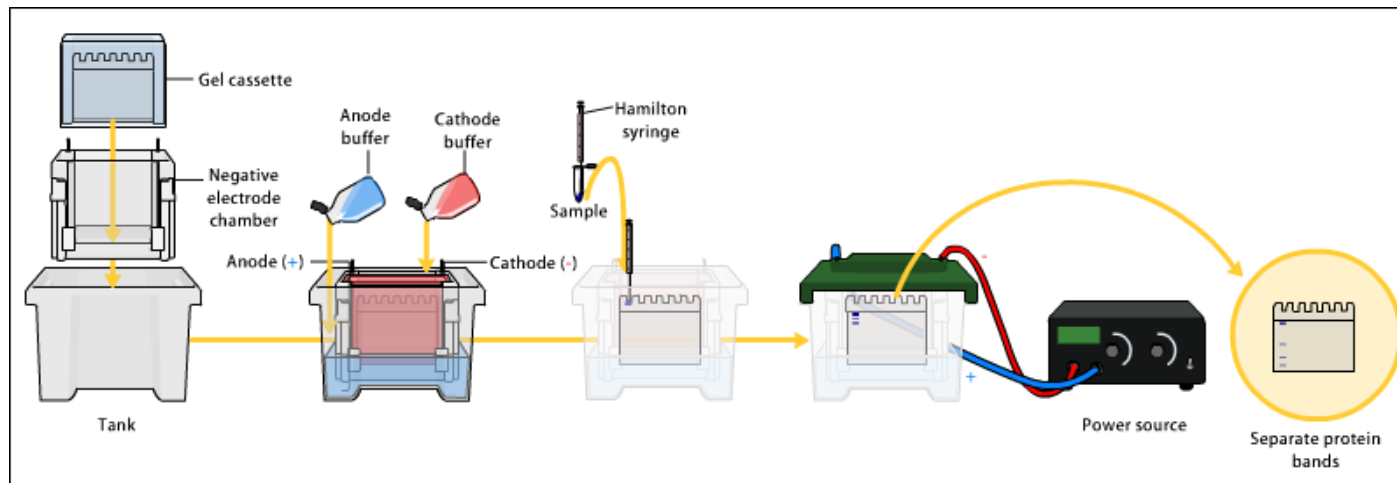 Gel cassette
Negative
electrode
chamber
Tank
Anode
buffer
Cathode
buffer
Anode (+)
Cathode (-)
Hamilton
syringe
Sample
-
+
Power source
Separate protein
bands